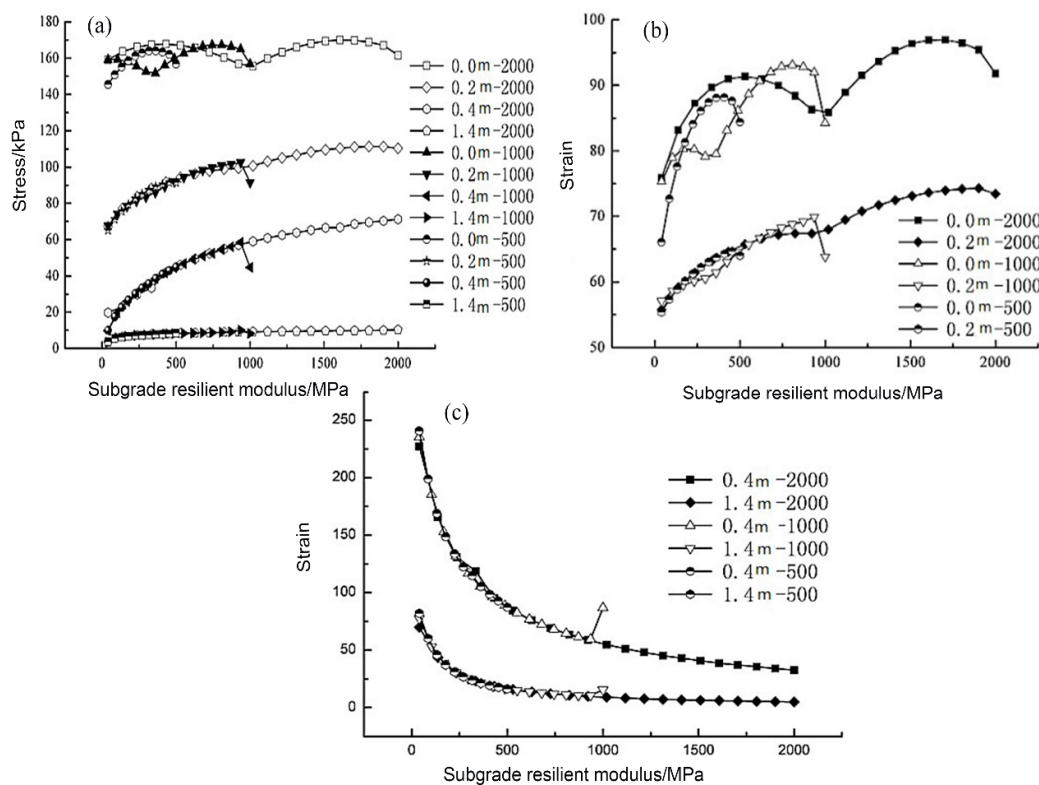 (a)
Stress/kPa
180
160
140
120
100
80
60
40
20
0
0 500 1000 1500 2000
Subgrade resilient modulus/MPa
0.0m-2000
0.2m-2000
0.4m-2000
1.4m-2000
0.0m-1000
0.2m-1000
0.4m-1000
1.4m-1000
0.0m-500
0.2m-500
0.4m-500
1.4m-500
(b)
Strain
100
90
80
70
60
50
0 500 1000 1500 2000
Subgrade resilient modulus/MPa
0.0m-2000
0.2m-2000
0.0m-1000
0.2m-1000
0.0m-500
0.2m-500
(c)
Strain
250
200
150
100
50
0
0 500 1000 1500 2000
Subgrade resilient modulus/MPa
0.4m-2000
1.4m-2000
0.4m-1000
1.4m-1000
0.4m-500
1.4m-500